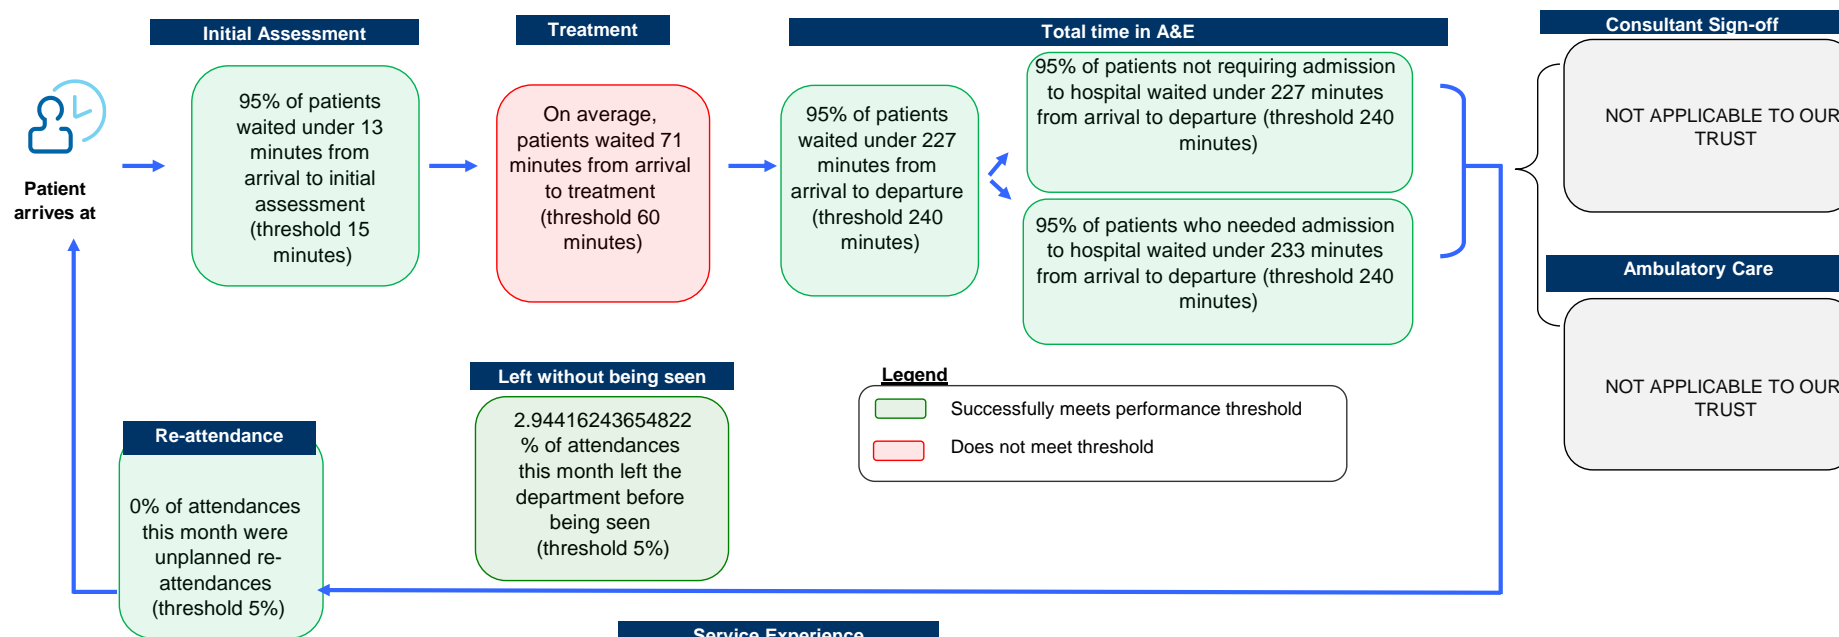 Initial Assessment
Treatment
Total time in A&E
Consultant Sign-off
Patient
arrives at
95% of patients
waited under 13
minutes from
arrival to initial
assessment
(threshold 15
minutes)
On average,
patients waited 71
minutes from arrival
to treatment
(threshold 60
minutes)
95% of patients
waited under 227
minutes from
arrival to departure
(threshold 240
minutes)
95% of patients not requiring admission
to hospital waited under 227 minutes
from arrival to departure (threshold 240
minutes)
95% of patients who needed admission
to hospital waited under 233 minutes
from arrival to departure (threshold 240
minutes)
NOT APPLICABLE TO OUR
TRUST
Ambulatory Care
NOT APPLICABLE TO OUR
TRUST
Left without being seen
2.94416243654822
% of attendances
this month left the
department before
being seen
(threshold 5%)
Legend
Successfully meets performance threshold
Does not meet threshold
Re-attendance
0% of attendances
this month were
unplanned re-
attendances
(threshold 5%)
Service Experience